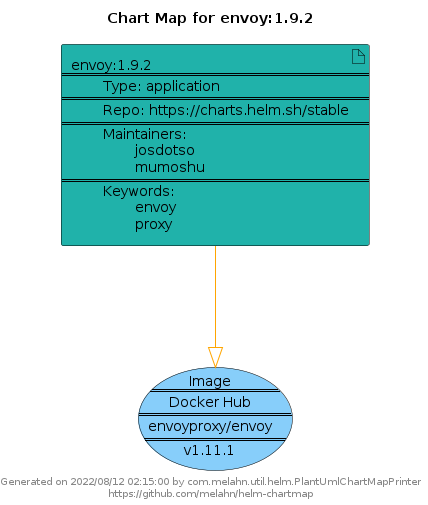 Chart Map for envoy:1.9.2
envoy:1.9.2
Type: application
Repo: https://charts.helm.sh/stable
Maintainers:
josdotso
mumoshu
Keywords:
envoy
proxy
Image
Docker Hub
envoyproxy/envoy
v1.11.1
Generated on 2022/08/12 02:15:00 by com.melahn.util.helm.PlantUmlChartMapPrinter
https://github.com/melahn/helm-chartmap